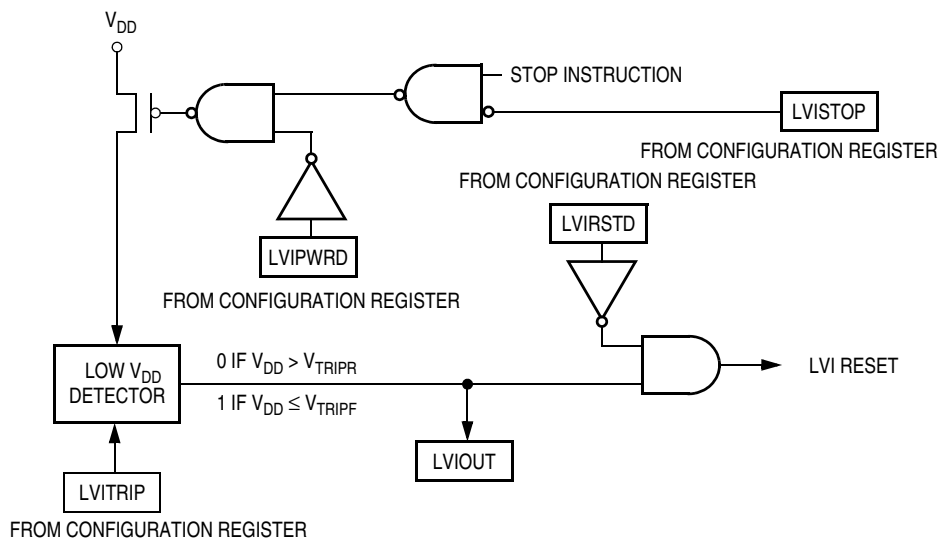 VDD
STOP INSTRUCTION
LVISTOP
FROM CONFIGURATION REGISTER
FROM CONFIGURATION REGISTER
LVIRSTD
LVIPWRD
FROM CONFIGURATION REGISTER
LOW VDD
DETECTOR
0 IF VDD > VTRIPR
1 IF VDD ≤ VTRIPF
LVI RESET
LVIOUT
LVITRIP
FROM CONFIGURATION REGISTER